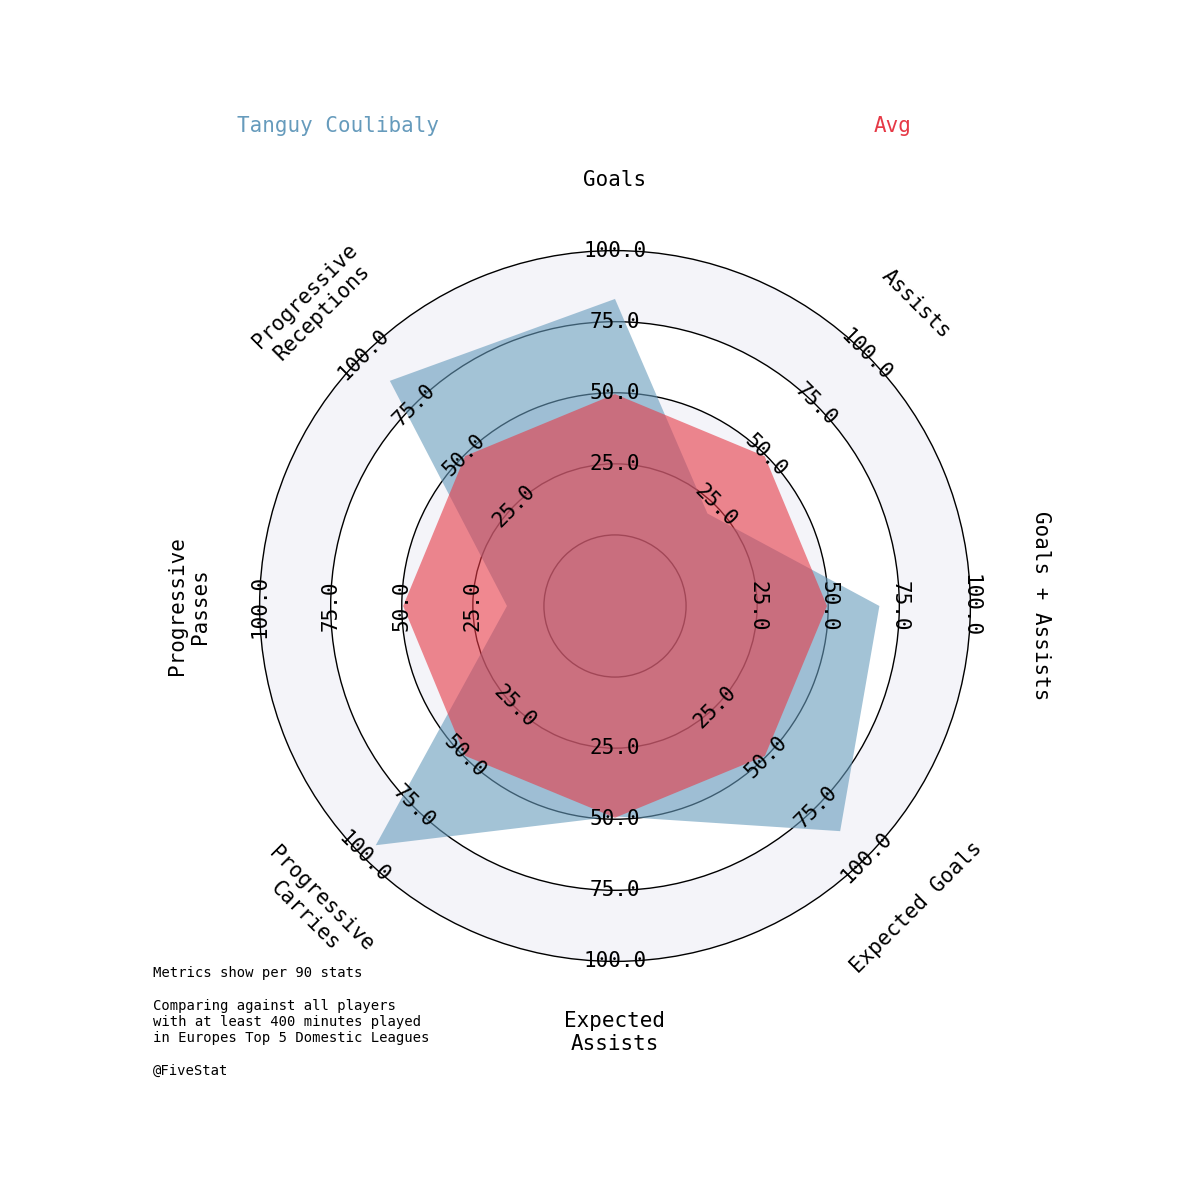 Tanguy Coulibaly
Avg
Goals
Assists
Goals + Assists
Expected Goals
Expected
Assists
Progressive
Carries
Progressive
Passes
Progressive
Receptions
25.0
50.0
75.0
100.0
25.0
50.0
75.0
100.0
25.0
50.0
75.0
100.0
25.0
50.0
75.0
100.0
25.0
50.0
75.0
100.0
25.0
50.0
75.0
100.0
25.0
50.0
75.0
100.0
25.0
50.0
75.0
100.0
Metrics show per 90 stats
Comparing against all players
with at least 400 minutes played
in Europes Top 5 Domestic Leagues
@FiveStat